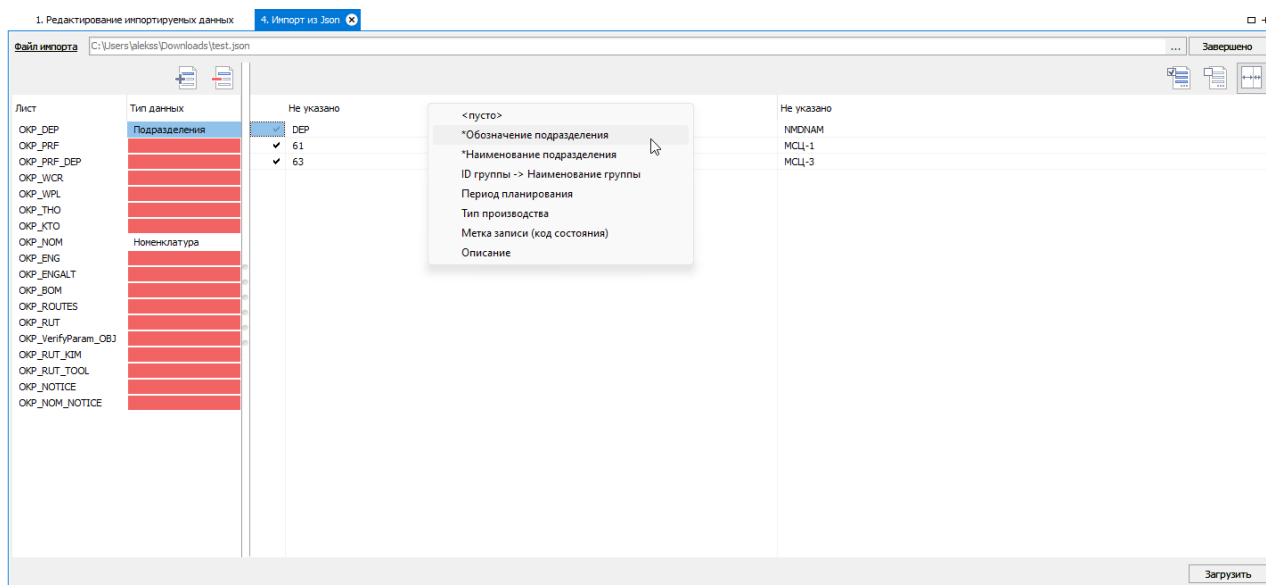 1. Редактирование импортируемых данных 4. Импорт из Json
Файл импорта C:\Users\alekss\Downloads\test.json ... Завершено
Лист Тип данных Не указано Не указано
OKP_DEP Подразделения DEP NMDNAM
OKP_PRF 61 МСЦ-1
OKP_PRF_DEP 63 МСЦ-3
OKP_WCR
OKP_WPL
OKP_THO
OKP_KTO
OKP_NOM Номенклатура
OKP_ENG
OKP_ENGALT
OKP_BOM
OKP_ROUTES
OKP_RUT
OKP_VerifyParam_OBJ
OKP_RUT_KIM
OKP_RUT_TOOL
OKP_NOTICE
OKP_NOM_NOTICE
<пусто>
*Обозначение подразделения
*Наименование подразделения
ID группы -> Наименование группы
Период планирования
Тип производства
Метка записи (код состояния)
Описание
Загрузить